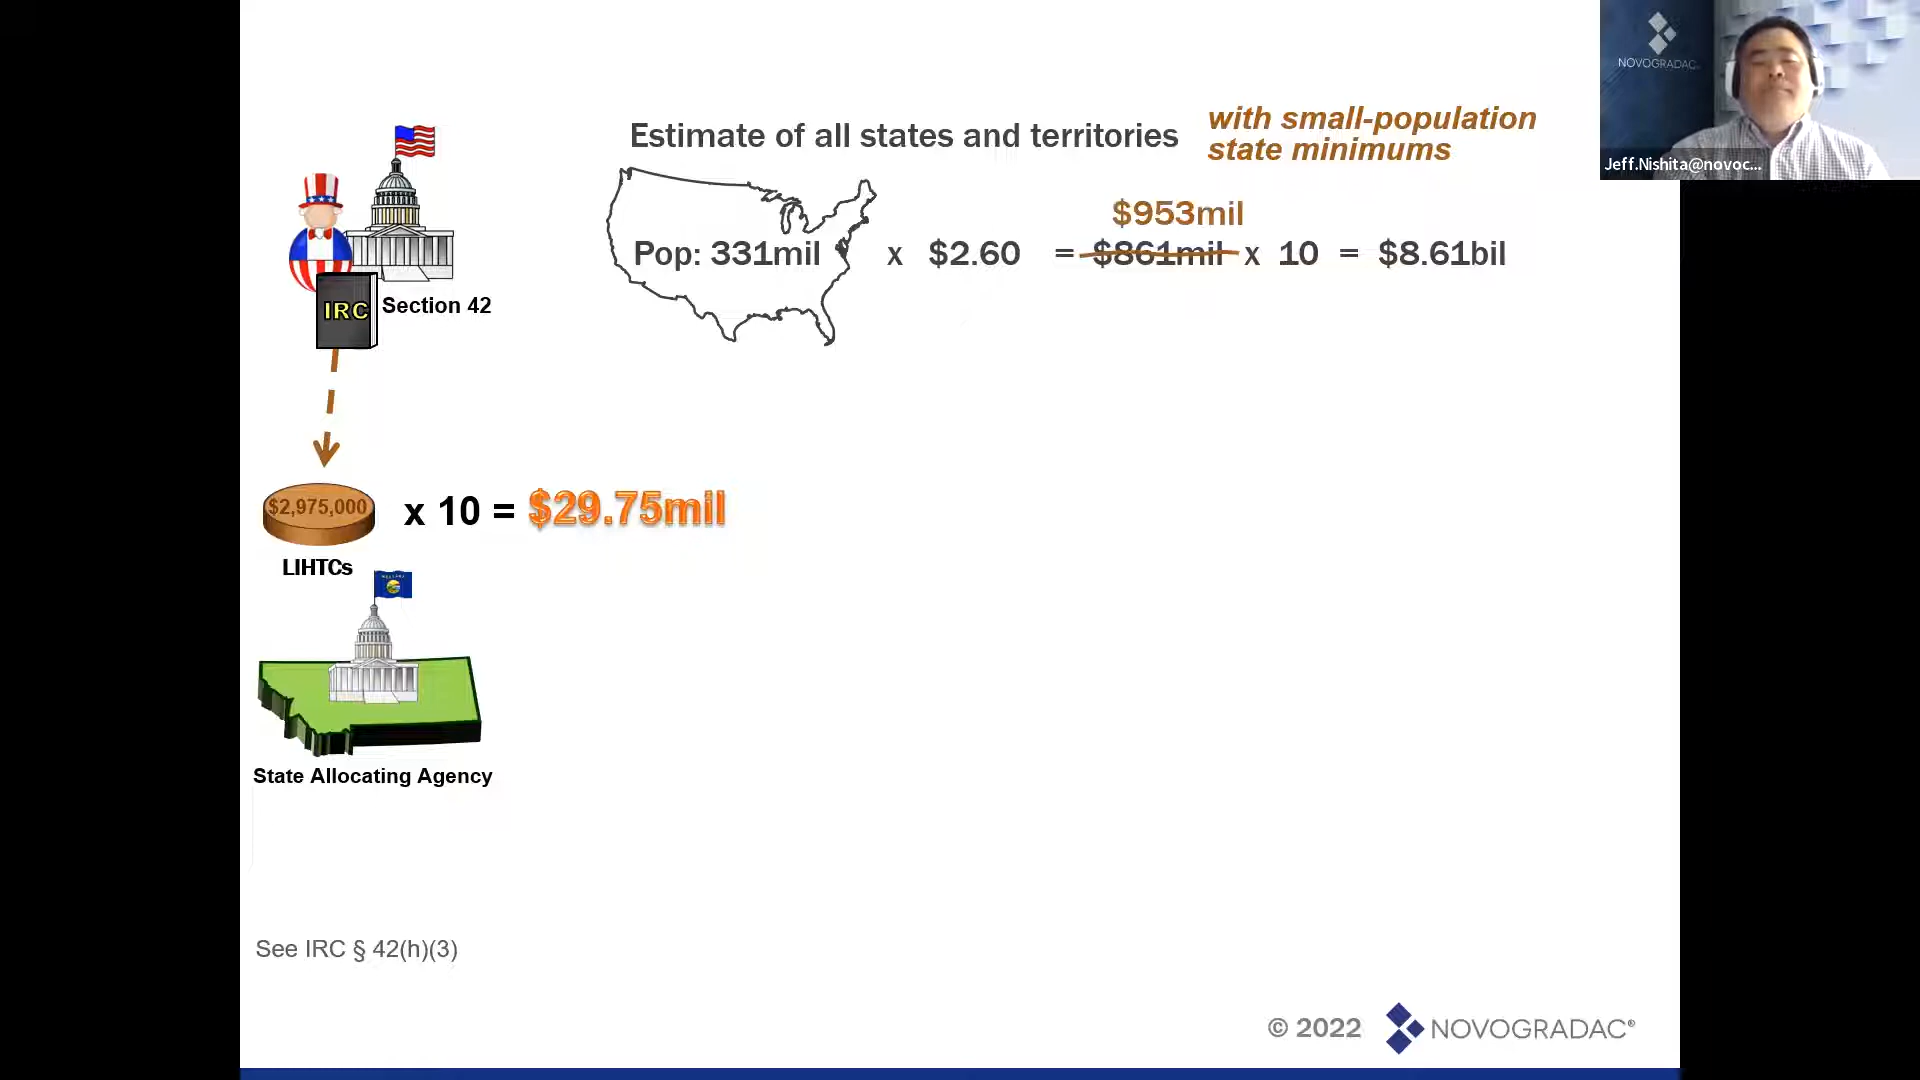 NOVOGRADAC
Jeff.Nishita@novoc...
Estimate of all states and territories
with small-population
state minimums
$953mil
Pop: 331mil x $2.60 = $861mil x 10 = $8.61bil
IRC
Section 42
$2,975,000
x 10 = $29.75mil
LIHTCs
State Allocating Agency
See IRC § 42(h)(3)
© 2022
NOVOGRADAC®